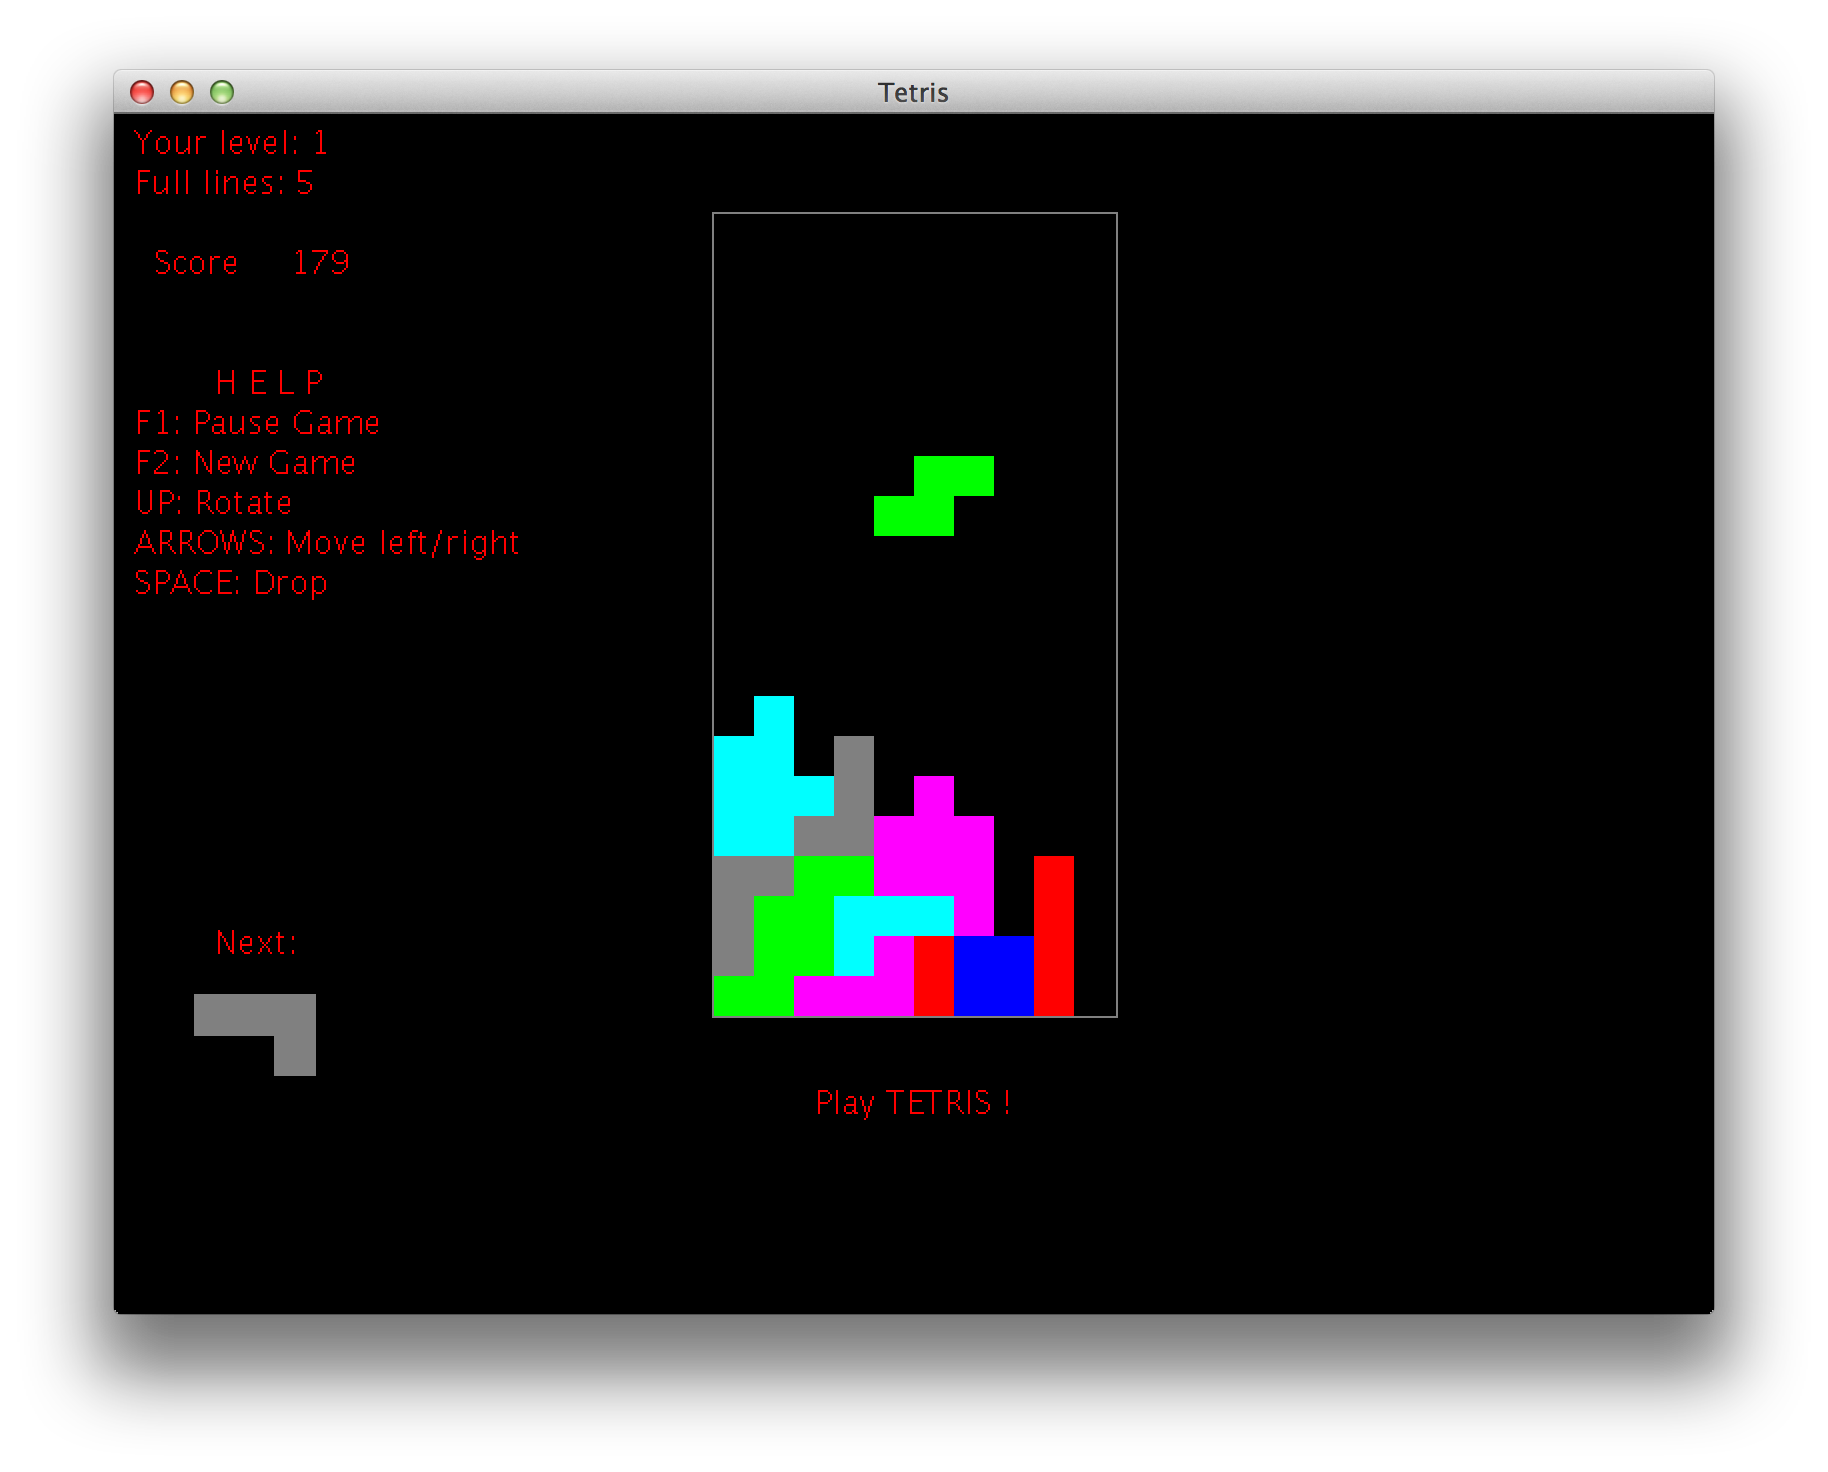 Tetris
Your level: 1
Full lines: 5
Score 179
H E L P
F1: Pause Game
F2: New Game
UP: Rotate
ARROWS: Move left/right
SPACE: Drop
Next:
Play TETRIS !